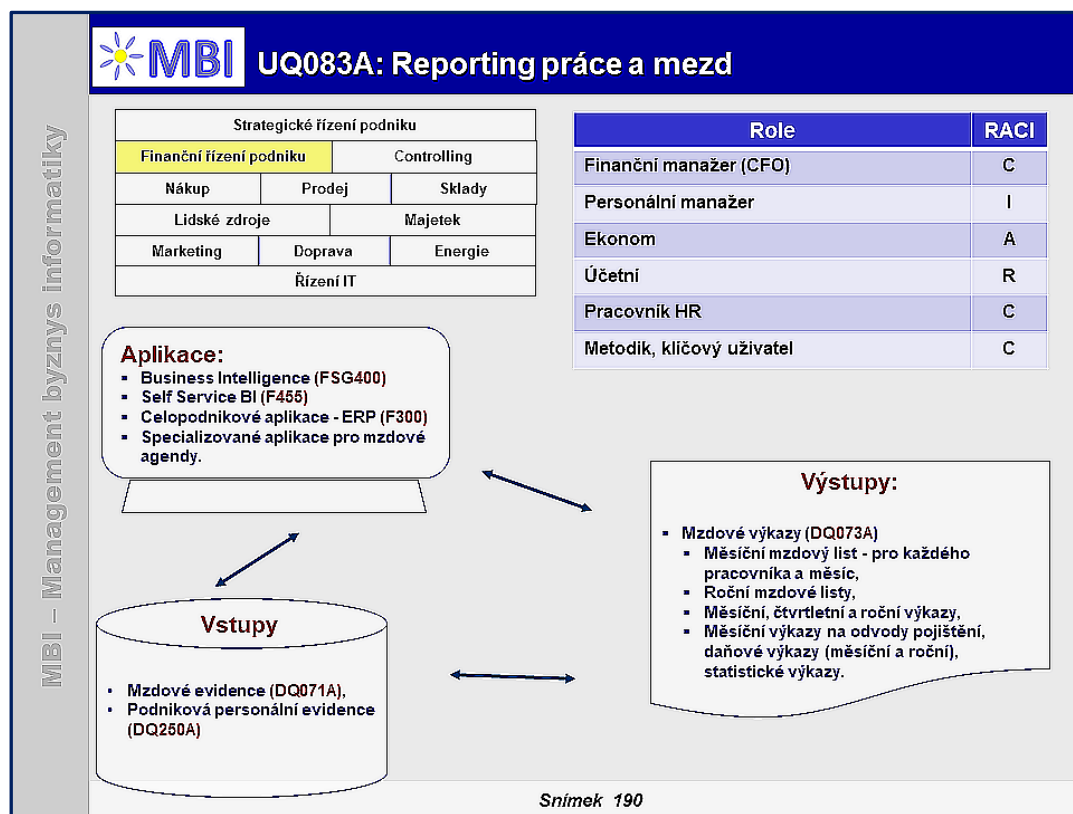 MBI
UQ083A: Reporting práce a mezd
MBI – Management byznys informatiky
Strategické řízení podniku
Finanční řízení podniku
Controlling
Nákup
Prodej
Sklady
Lidské zdroje
Majetek
Marketing
Doprava
Energie
Řízení IT
Role RACI
Finanční manažer (CFO) C
Personální manažer I
Ekonom A
Účetní R
Pracovník HR C
Metodik, klíčový uživatel C
Aplikace:
▪ Business Intelligence (FSG400)
▪ Self Service BI (F455)
▪ Celopodnikové aplikace - ERP (F300)
▪ Specializované aplikace pro mzdové
agendy.
Vstupy
▪ Mzdové evidence (DQ071A),
▪ Podniková personální evidence
(DQ250A)
Výstupy:
▪ Mzdové výkazy (DQ073A)
▪ Měsíční mzdový list - pro každého
pracovníka a měsíc,
▪ Roční mzdové listy,
▪ Měsíční, čtvrtletní a roční výkazy,
▪ Měsíční výkazy na odvody pojištění,
daňové výkazy (měsíční a roční),
statistické výkazy.
Snímek 190